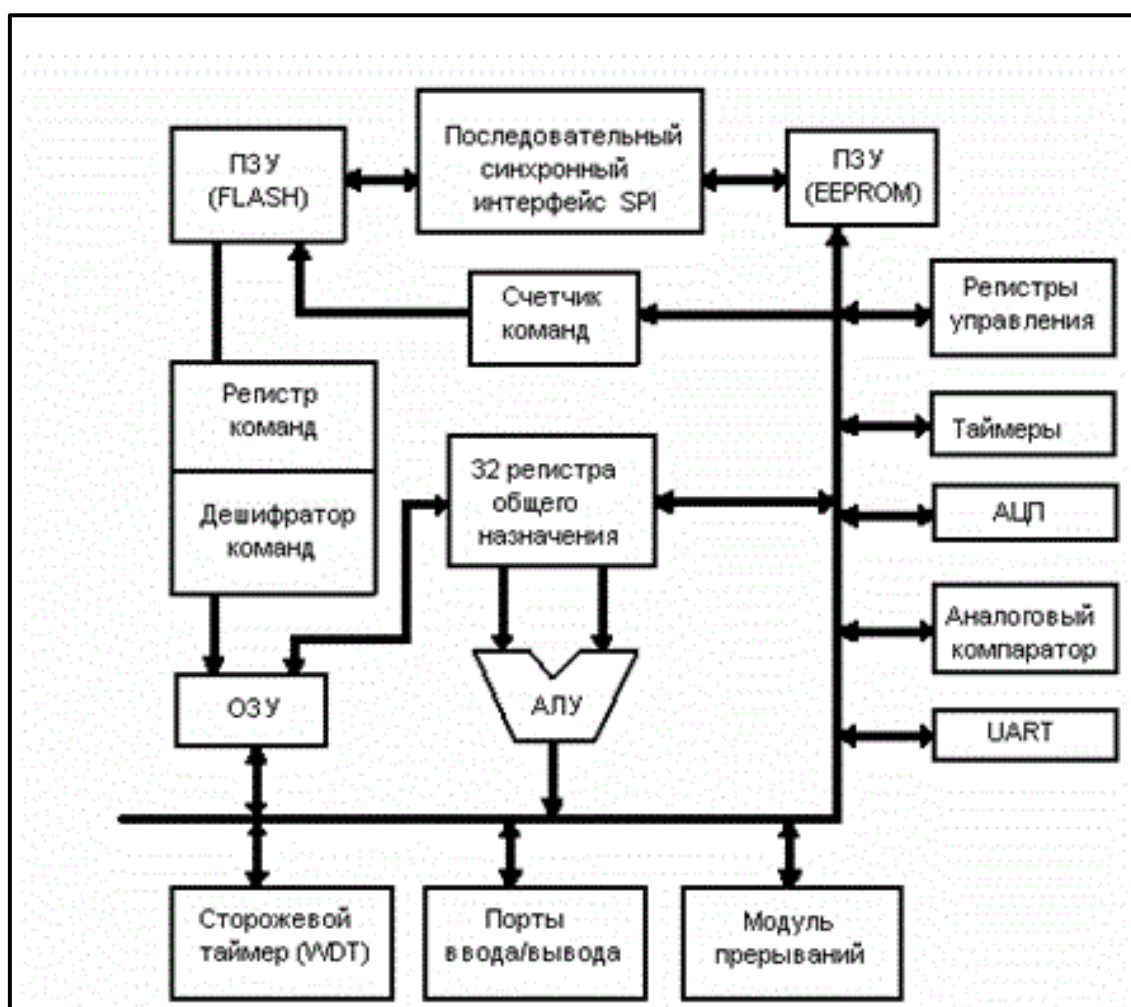 ПЗУ
(FLASH)
Последовательный
синхронный
интерфейс SPI
ПЗУ
(EEPROM)
Счетчик
команд
Регистры
управления
Регистр
команд
Дешифратор
команд
32 регистра
общего
назначения
Таймеры
АЦП
Аналоговый
компаратор
UART
ОЗУ
АЛУ
Сторожевой
таймер (WDT)
Порты
ввода/вывода
Модуль
прерываний